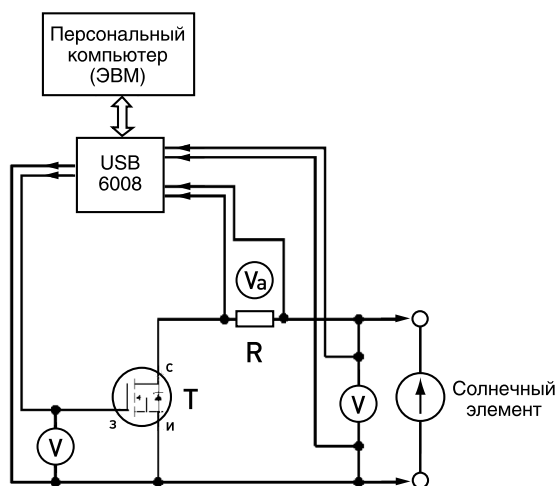 Персональный
компьютер
(ЭВМ)
USB
6008
Va
R
с
T
з
и
V
V
Солнечный
элемент